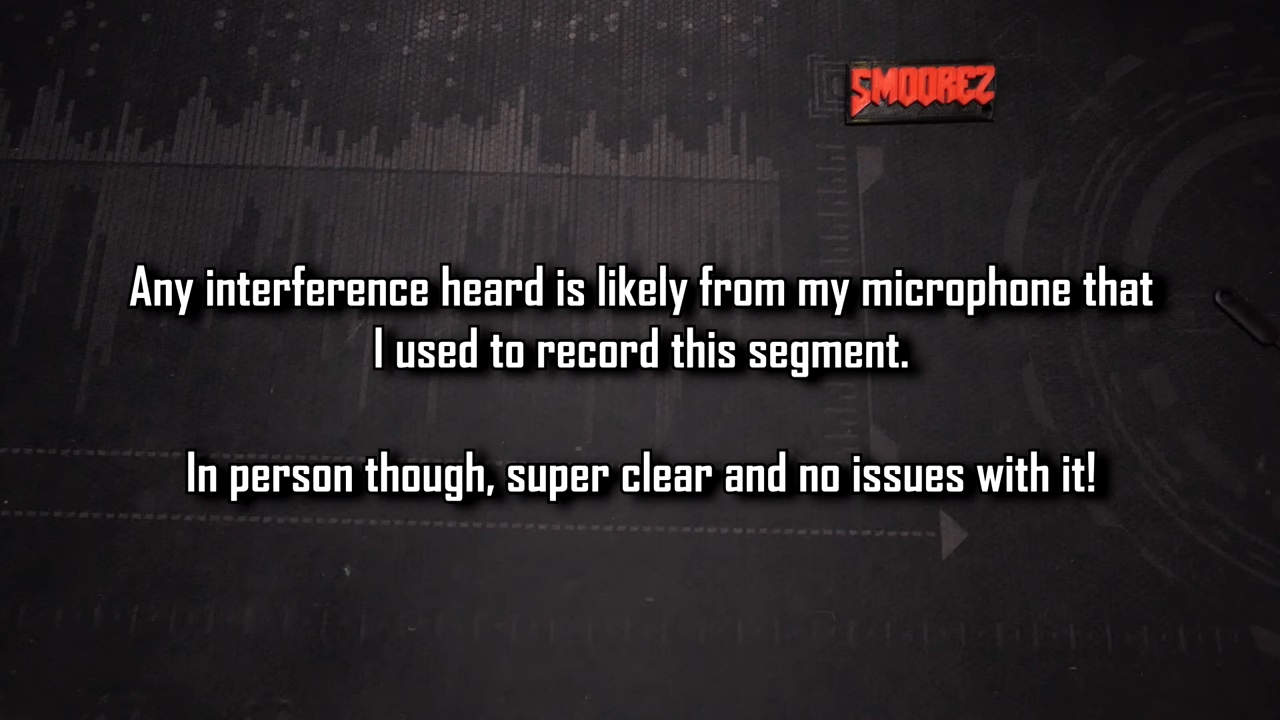 SMOOREZ
Any interference heard is likely from my microphone that
I used to record this segment.
In person though, super clear and no issues with it!